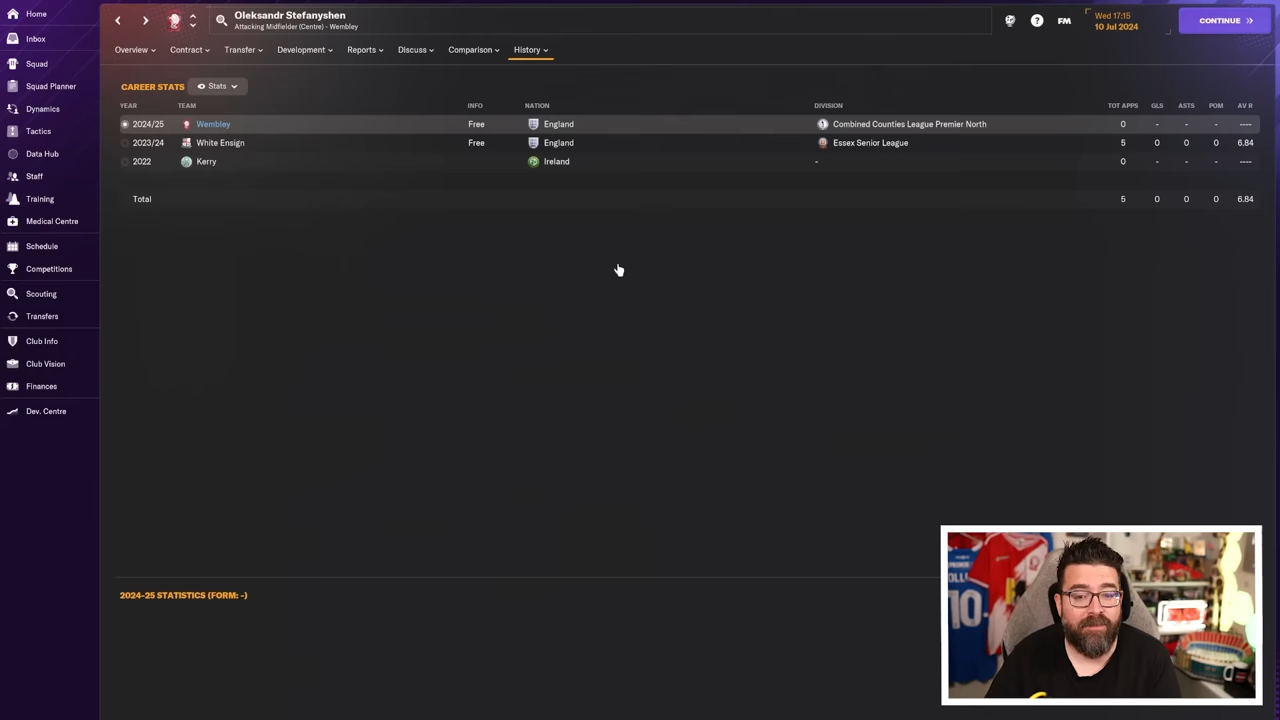 Home
Inbox
Squad
Squad Planner
Dynamics
Tactics
Data Hub
Staff
Training
Medical Centre
Schedule
Competitions
Scouting
Transfers
Club Info
Club Vision
Finances
Dev. Centre
Oleksandr Stefanyshen
Attacking Midfielder (Centre) - Wembley
FM
Wed 17:15
10 Jul 2024
CONTINUE
Overview Contract Transfer Development Reports Discuss Comparison History
CAREER STATS Stats
YEAR TEAM INFO NATION DIVISION TOT APPS GLS ASTS POM AV R
2024/25 Wembley Free England Combined Counties League Premier North 0 - - - ----
2023/24 White Ensign Free England Essex Senior League 5 0 0 0 6.84
2022 Kerry Ireland - 0 - - - ----
Total 5 0 0 0 6.84
2024-25 STATISTICS (FORM: -)
10